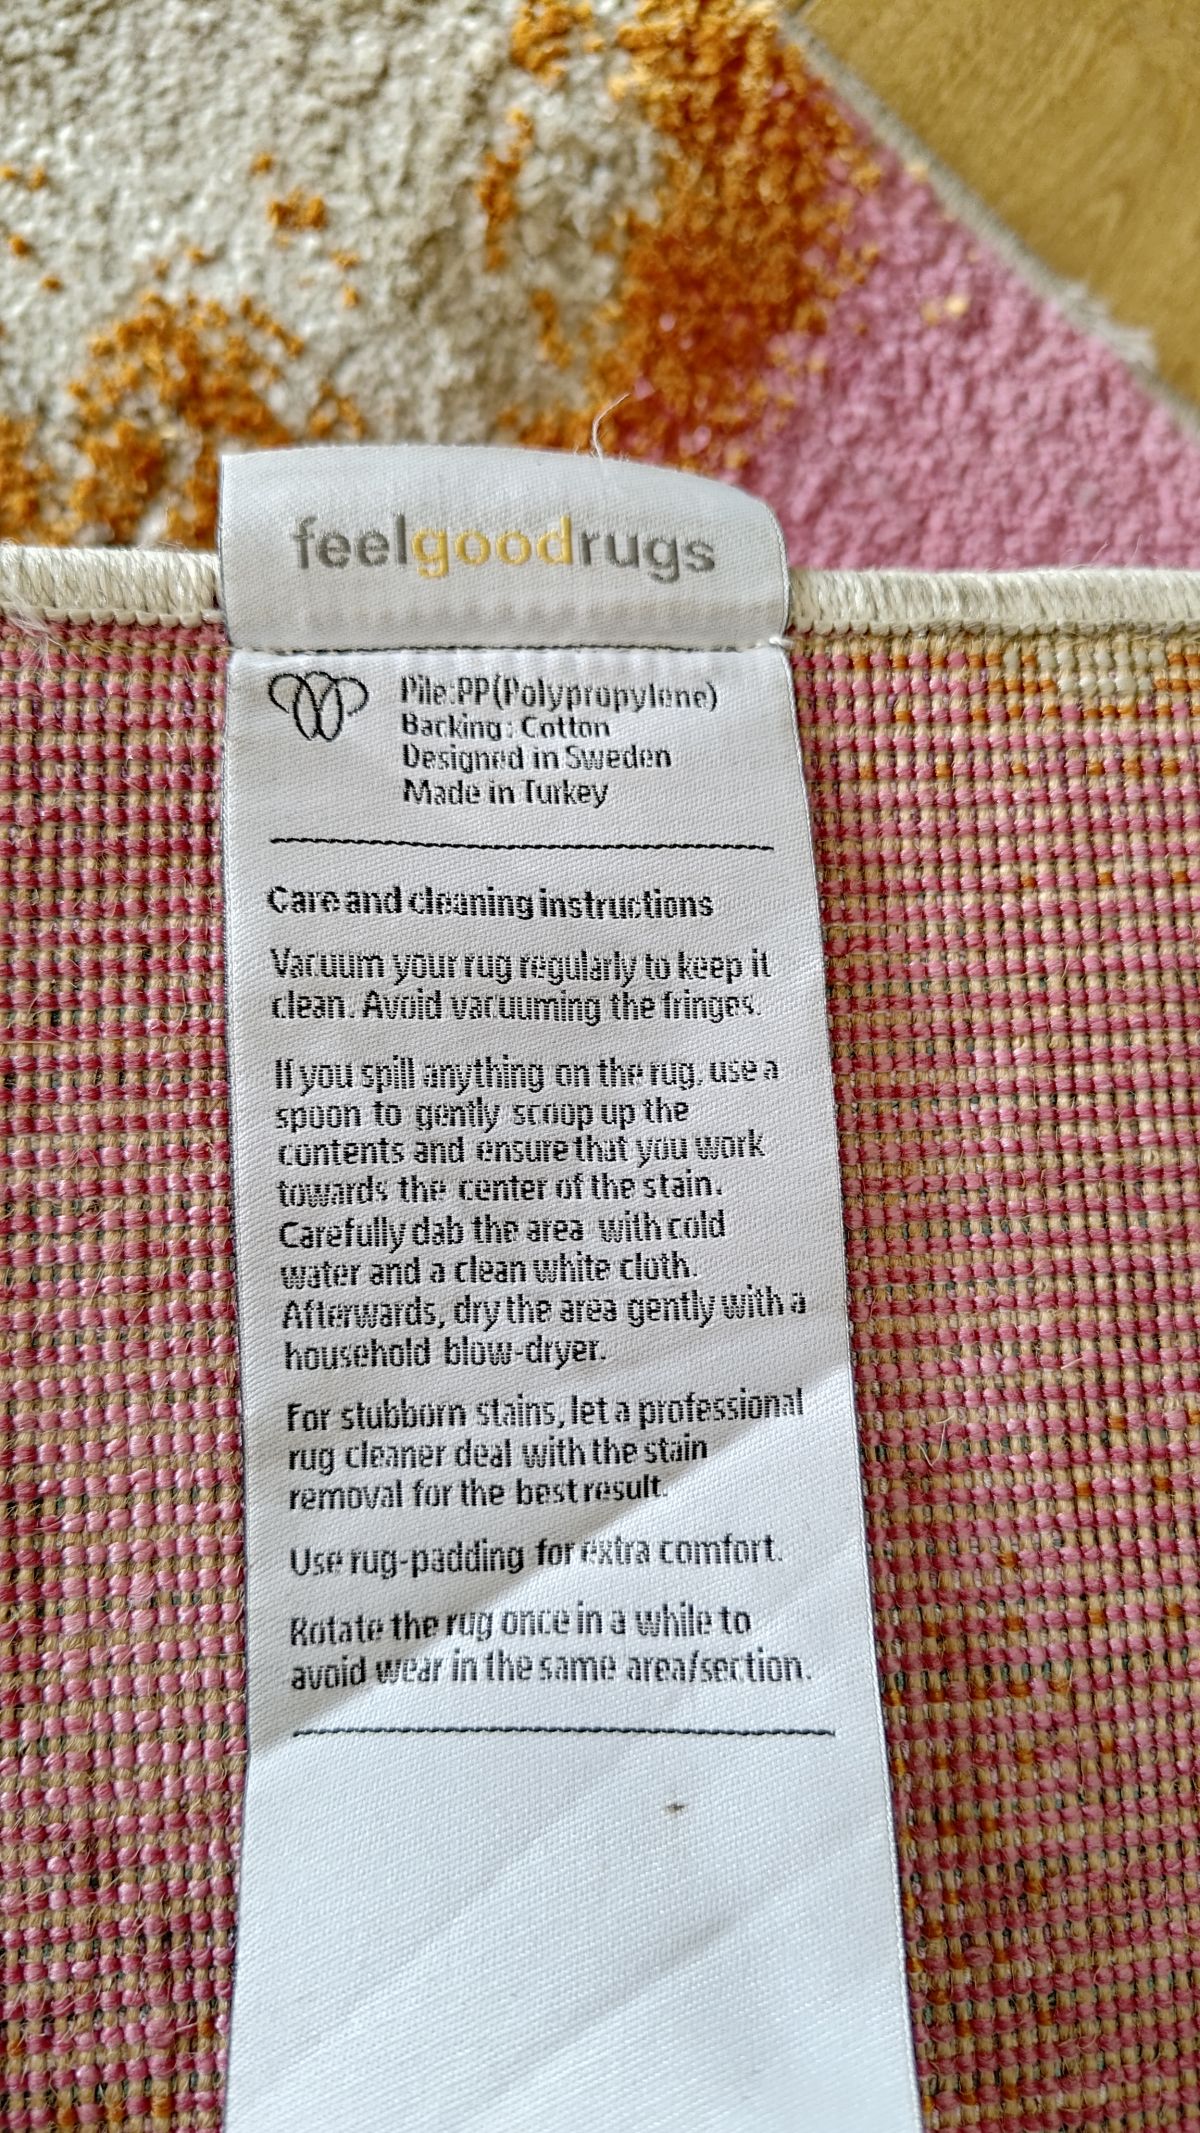 feelgoodrugs
Pile:PP(Polypropylene)
Backing: Cotton
Designed in Sweden
Made in Turkey
Care and cleaning instructions
Vacuum your rug regularly to keep it
clean. Avoid vacuuming the fringes.
If you spill anything on the rug, use a
spoon to gently scoop up the
contents and ensure that you work
towards the center of the stain.
Carefully dab the area with cold
water and a clean white cloth.
Afterwards, dry the area gently with a
household blow-dryer.
For stubborn stains, let a professional
rug cleaner deal with the stain
removal for the best result.
Use rug-padding for extra comfort.
Rotate the rug once in a while to
avoid wear in the same area/section.